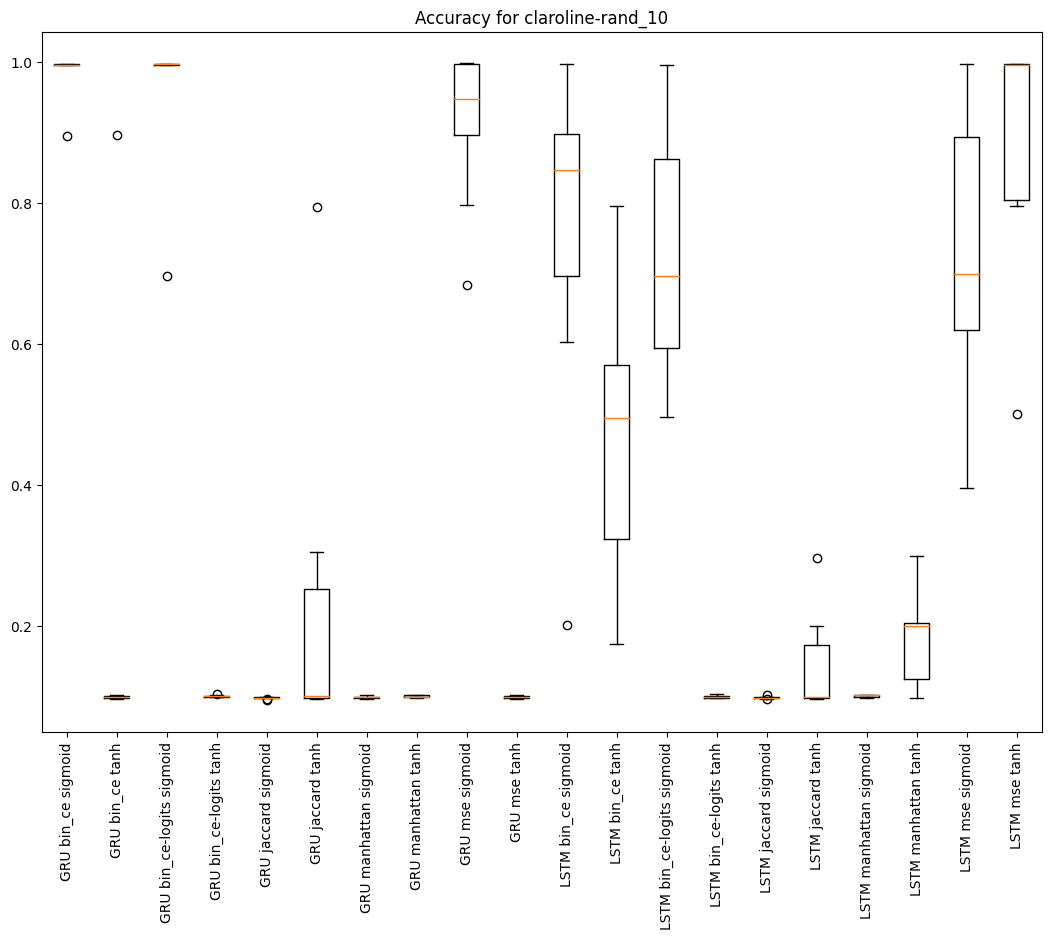 Accuracy for claroline-rand_10
1.0
0.8
0.6
0.4
0.2
GRU bin_ce sigmoid
GRU bin_ce tanh
GRU bin_ce-logits sigmoid
GRU bin_ce-logits tanh
GRU jaccard sigmoid
GRU jaccard tanh
GRU manhattan sigmoid
GRU manhattan tanh
GRU mse sigmoid
GRU mse tanh
LSTM bin_ce sigmoid
LSTM bin_ce tanh
LSTM bin_ce-logits sigmoid
LSTM bin_ce-logits tanh
LSTM jaccard sigmoid
LSTM jaccard tanh
LSTM manhattan sigmoid
LSTM manhattan tanh
LSTM mse sigmoid
LSTM mse tanh